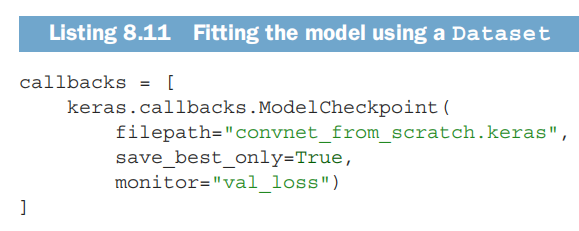 Listing 8.11 Fitting the model using a Dataset
callbacks = [
    keras.callbacks.ModelCheckpoint(
        filepath="convnet_from_scratch.keras",
        save_best_only=True,
        monitor="val_loss")
]